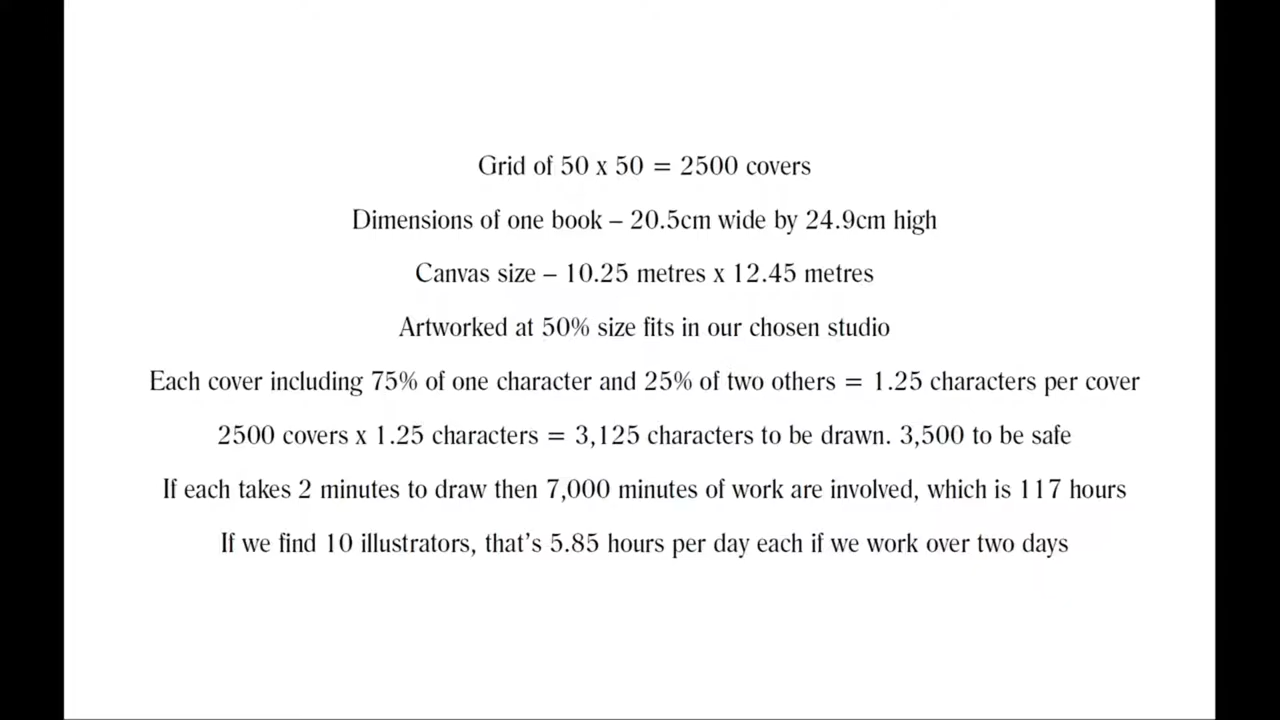 Grid of 50 x 50 = 2500 covers
Dimensions of one book – 20.5cm wide by 24.9cm high
Canvas size – 10.25 metres x 12.45 metres
Artworked at 50% size fits in our chosen studio
Each cover including 75% of one character and 25% of two others = 1.25 characters per cover
2500 covers x 1.25 characters = 3,125 characters to be drawn. 3,500 to be safe
If each takes 2 minutes to draw then 7,000 minutes of work are involved, which is 117 hours
If we find 10 illustrators, that’s 5.85 hours per day each if we work over two days